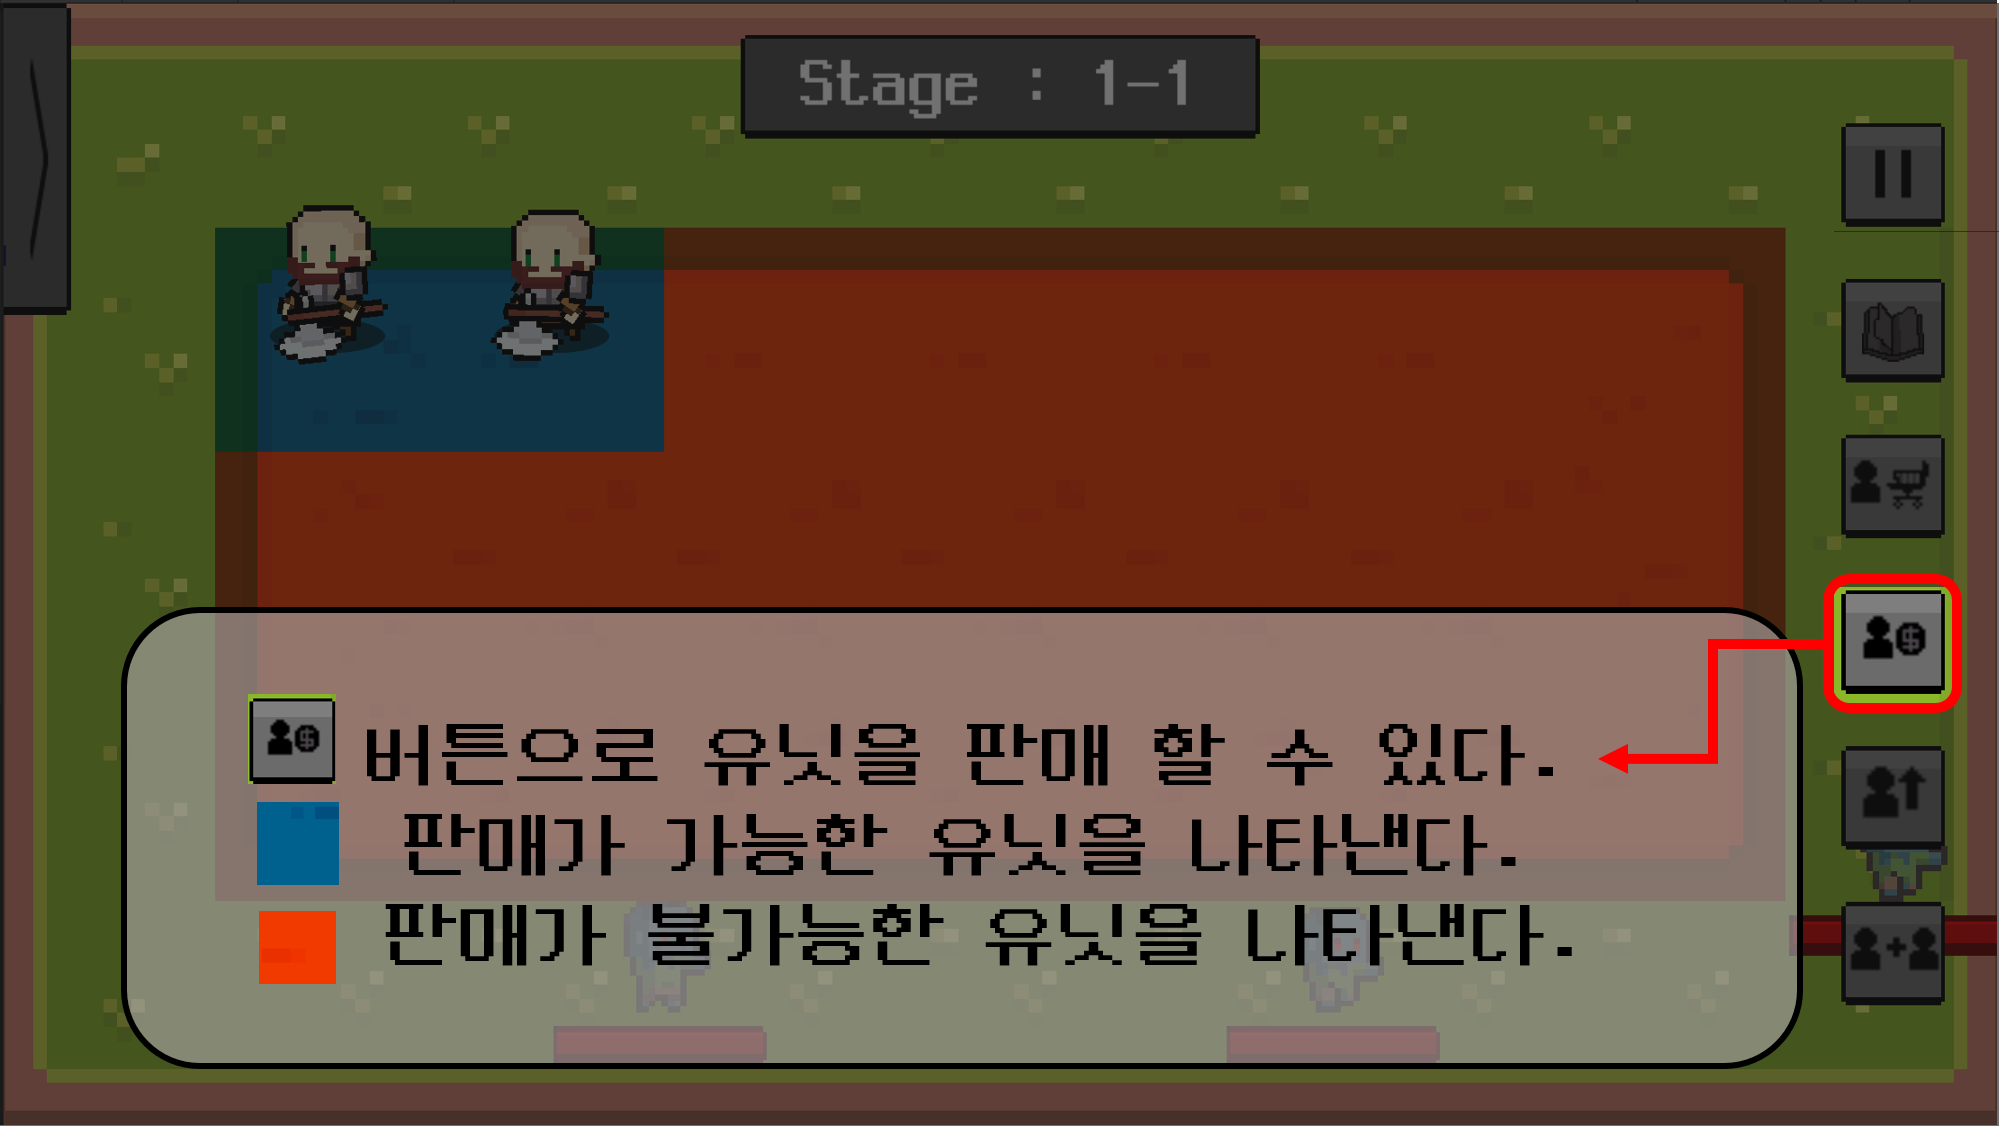 Stage : 1-1
버튼으로 유닛을 판매 할 수 있다.
판매가 가능한 유닛을 나타낸다.
판매가 불가능한 유닛을 나타낸다.